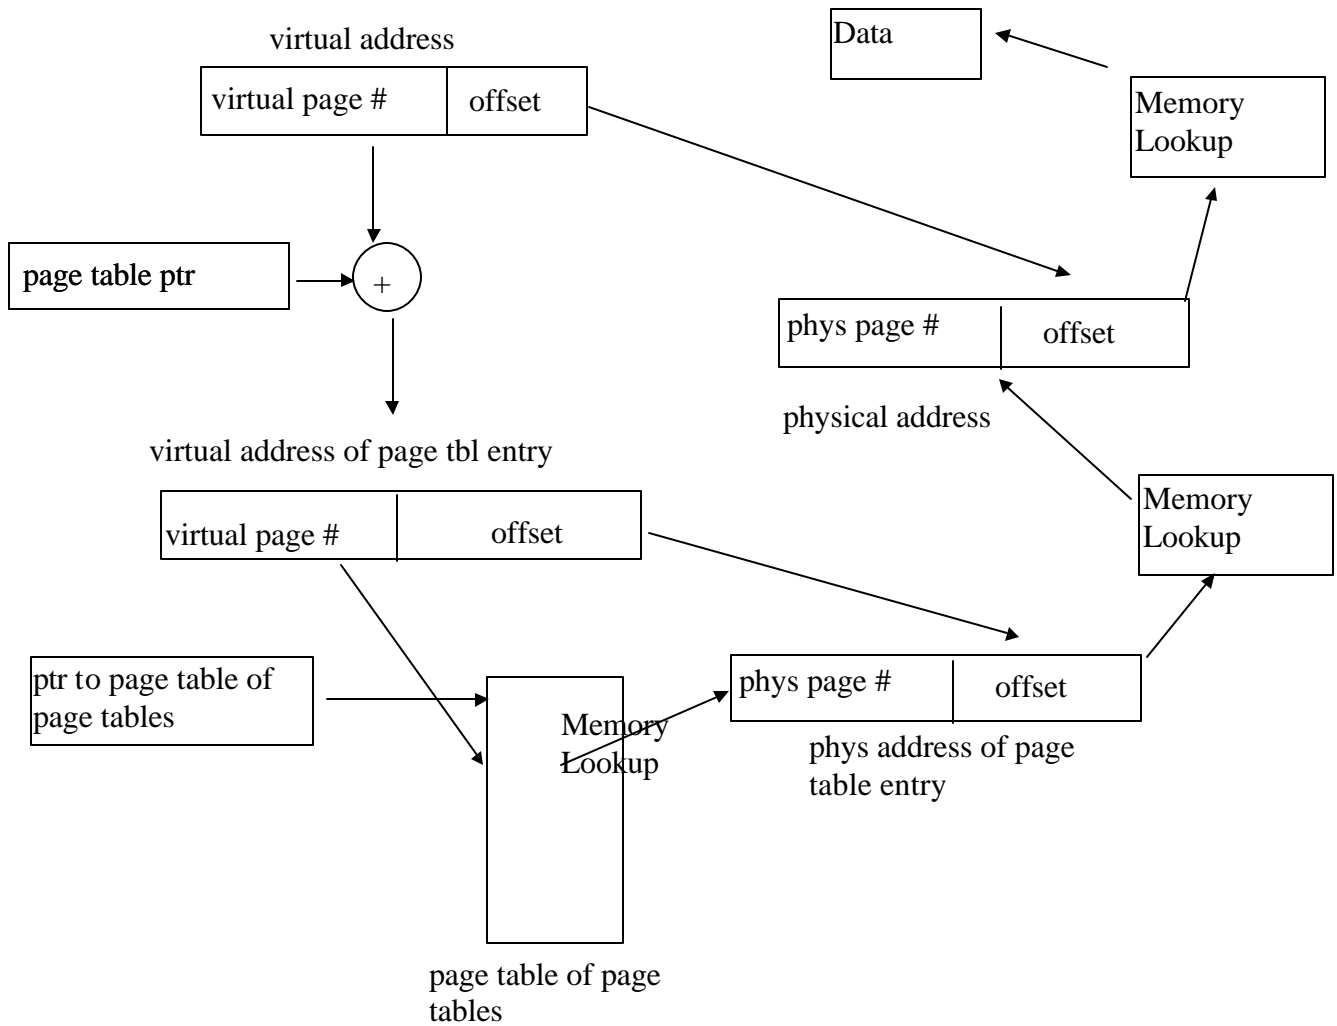 virtual address
virtual page #
offset
Data
Memory
Lookup
page table ptr
+
phys page #
offset
physical address
virtual address of page tbl entry
virtual page #
offset
Memory
Lookup
ptr to page table of
page tables
Memory
Lookup
phys page #
offset
phys address of page
table entry
page table of page
tables